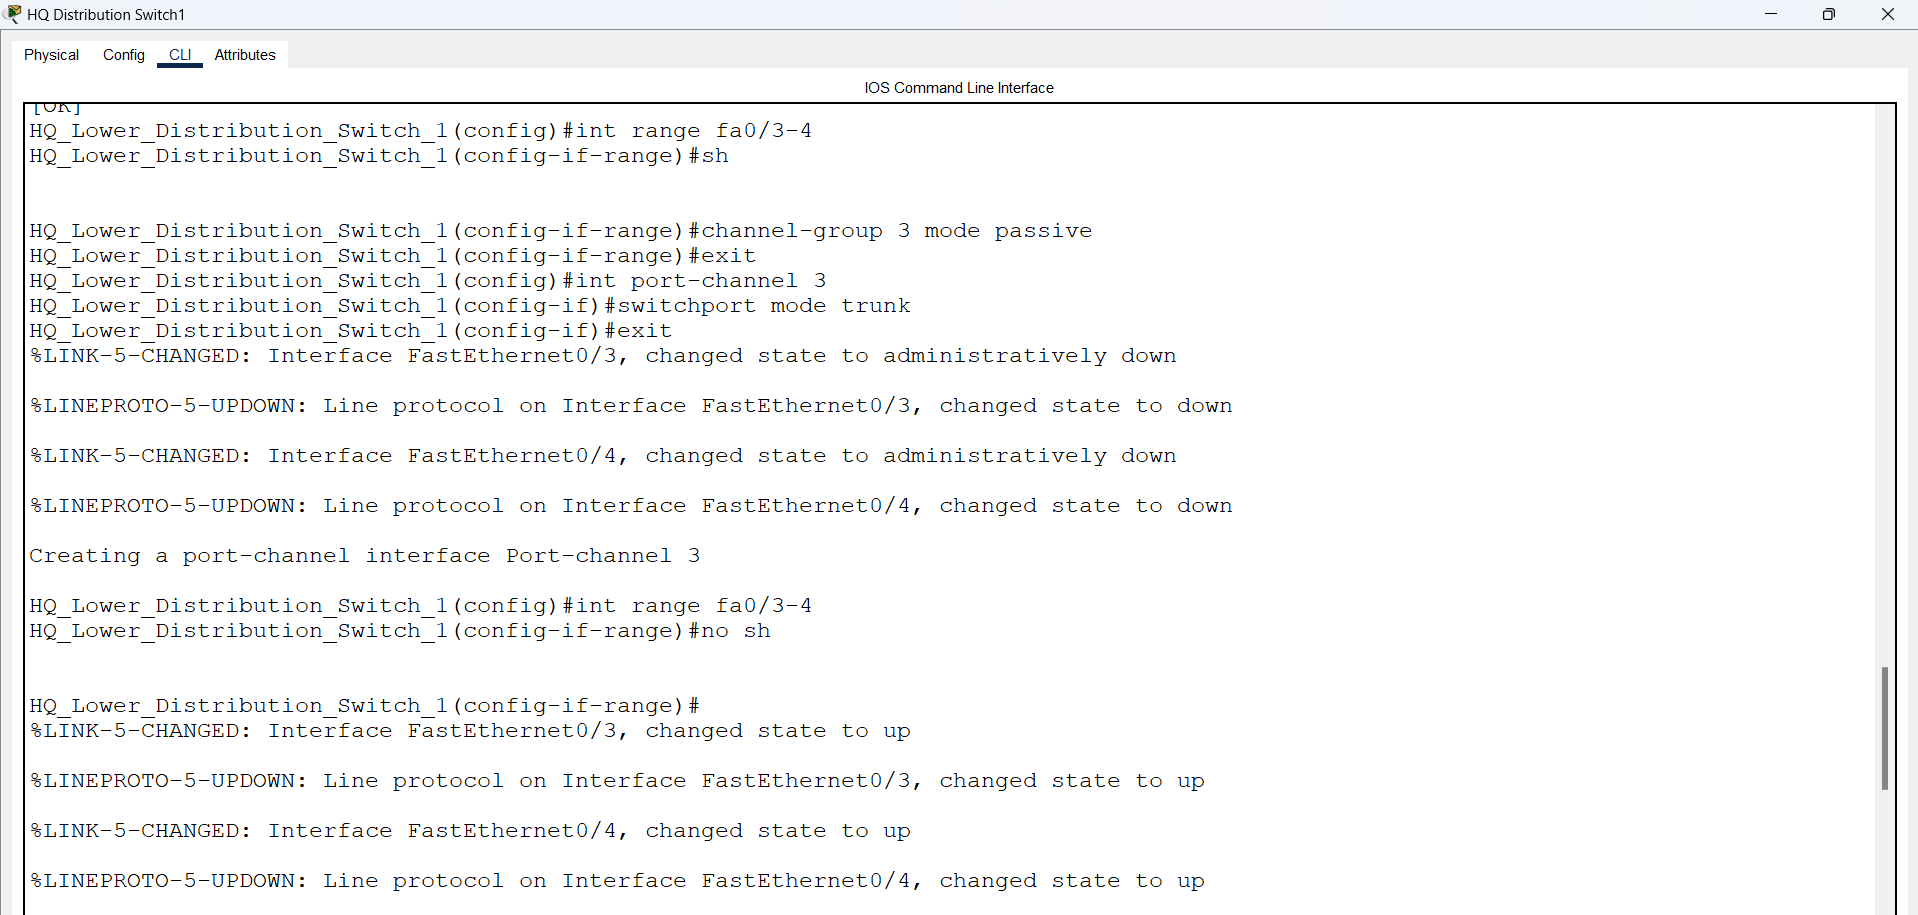 HQ Distribution Switch1
Physical Config CLI Attributes
IOS Command Line Interface
[OK]
HQ_Lower_Distribution_Switch_1(config)#int range fa0/3-4
HQ_Lower_Distribution_Switch_1(config-if-range)#sh
HQ_Lower_Distribution_Switch_1(config-if-range)#channel-group 3 mode passive
HQ_Lower_Distribution_Switch_1(config-if-range)#exit
HQ_Lower_Distribution_Switch_1(config)#int port-channel 3
HQ_Lower_Distribution_Switch_1(config-if)#switchport mode trunk
HQ_Lower_Distribution_Switch_1(config-if)#exit
%LINK-5-CHANGED: Interface FastEthernet0/3, changed state to administratively down
%LINEPROTO-5-UPDOWN: Line protocol on Interface FastEthernet0/3, changed state to down
%LINK-5-CHANGED: Interface FastEthernet0/4, changed state to administratively down
%LINEPROTO-5-UPDOWN: Line protocol on Interface FastEthernet0/4, changed state to down
Creating a port-channel interface Port-channel 3
HQ_Lower_Distribution_Switch_1(config)#int range fa0/3-4
HQ_Lower_Distribution_Switch_1(config-if-range)#no sh
HQ_Lower_Distribution_Switch_1(config-if-range)#
%LINK-5-CHANGED: Interface FastEthernet0/3, changed state to up
%LINEPROTO-5-UPDOWN: Line protocol on Interface FastEthernet0/3, changed state to up
%LINK-5-CHANGED: Interface FastEthernet0/4, changed state to up
%LINEPROTO-5-UPDOWN: Line protocol on Interface FastEthernet0/4, changed state to up